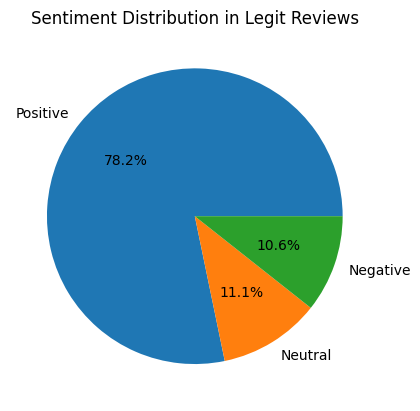 Sentiment Distribution in Legit Reviews
Positive
78.2%
10.6%
Negative
11.1%
Neutral